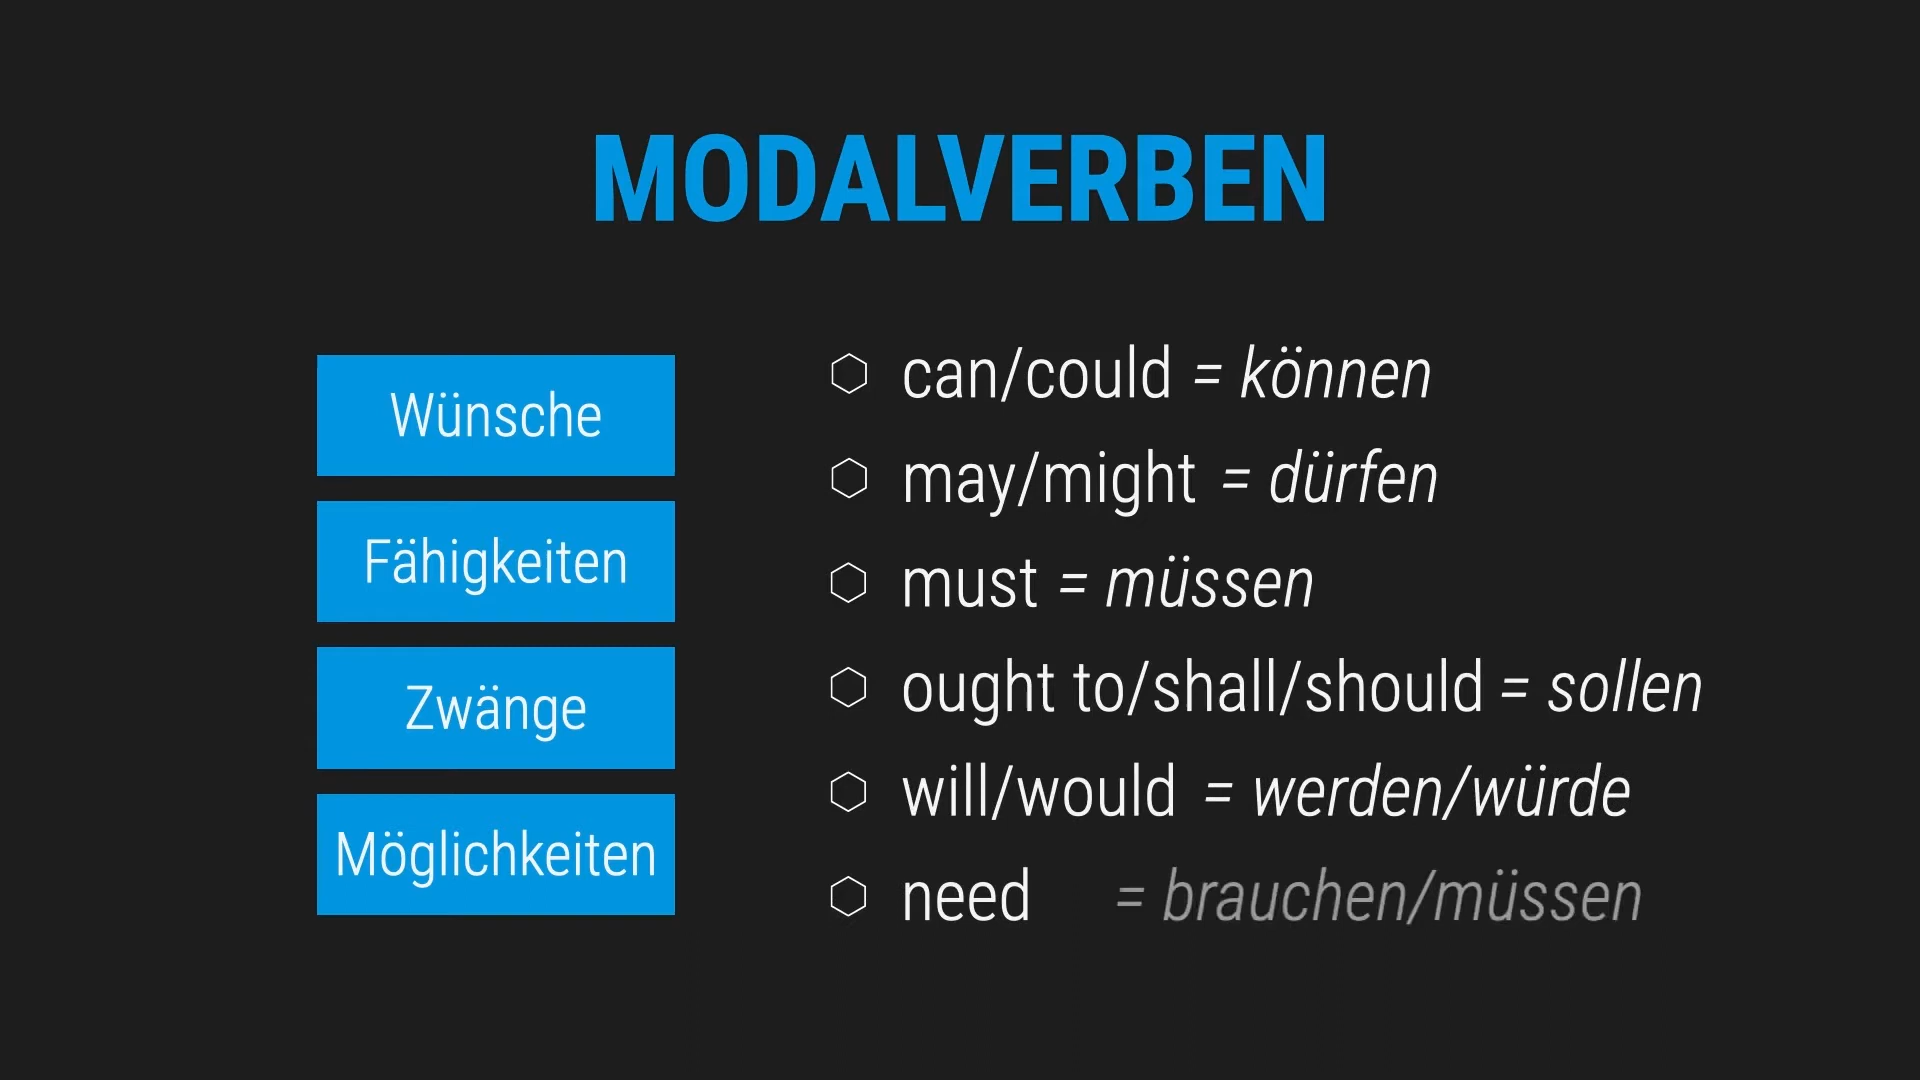 MODALVERBEN
Wünsche
Fähigkeiten
Zwänge
Möglichkeiten
can/could = können
may/might = dürfen
must = müssen
ought to/shall/should = sollen
will/would = werden/würde
need = brauchen/müssen